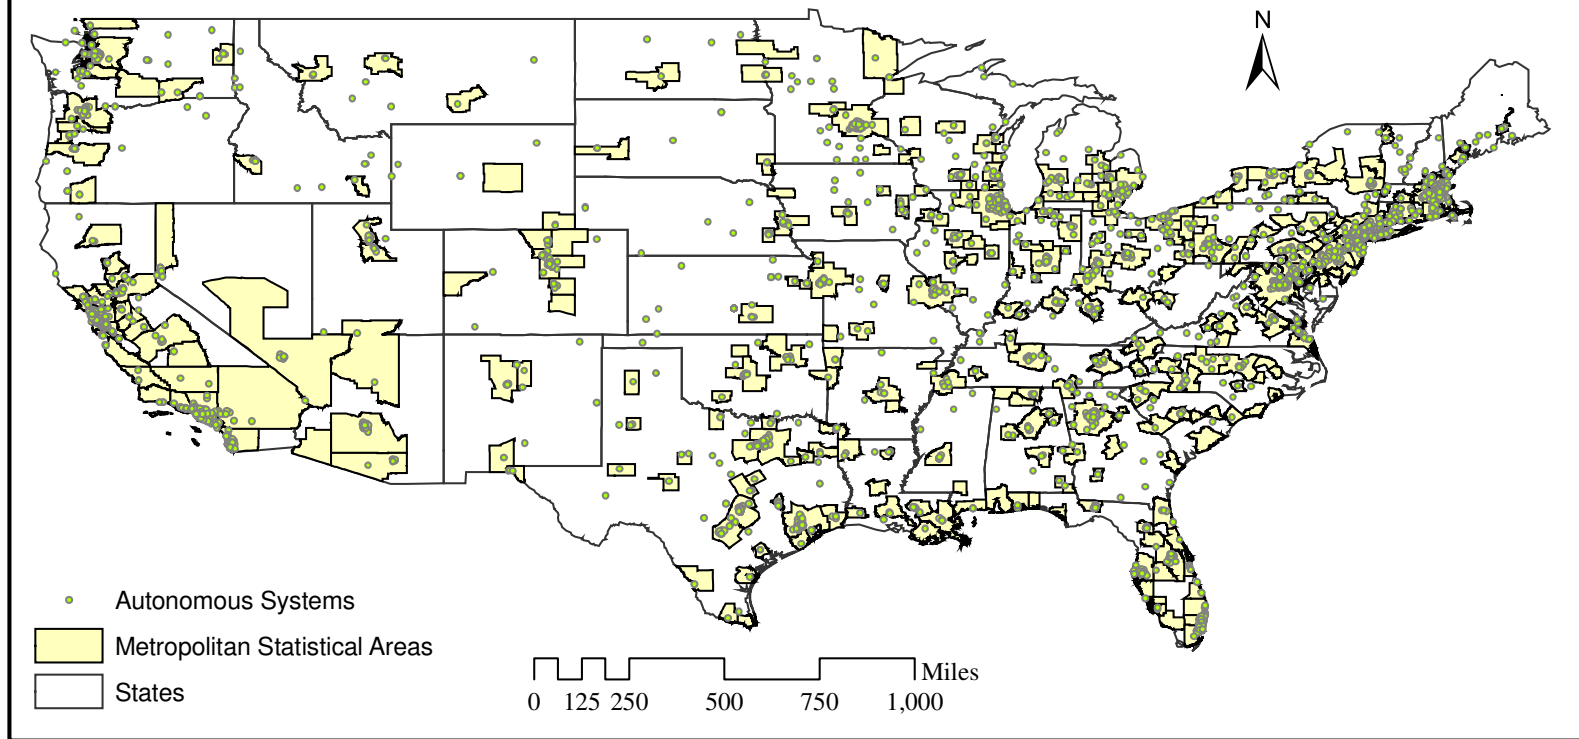 N
Autonomous Systems
Metropolitan Statistical Areas
States
Miles
0 125 250 500 750 1,000